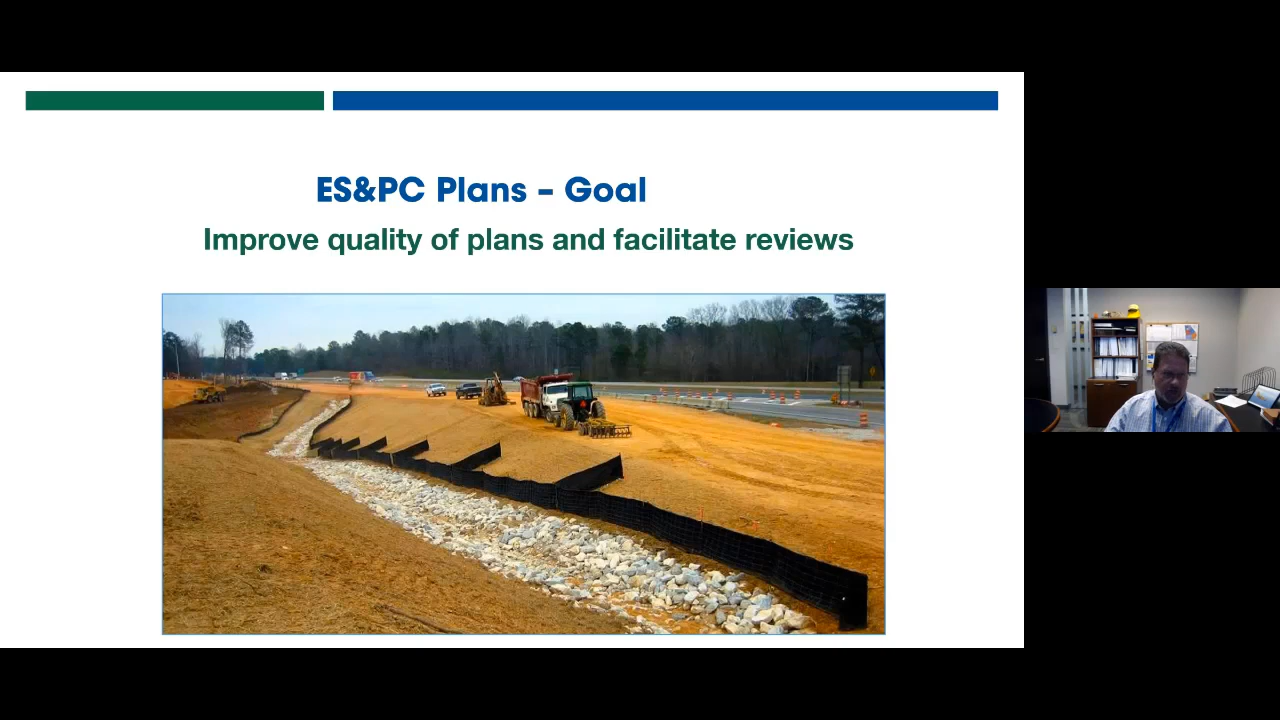 ES&PC Plans – Goal
Improve quality of plans and facilitate reviews